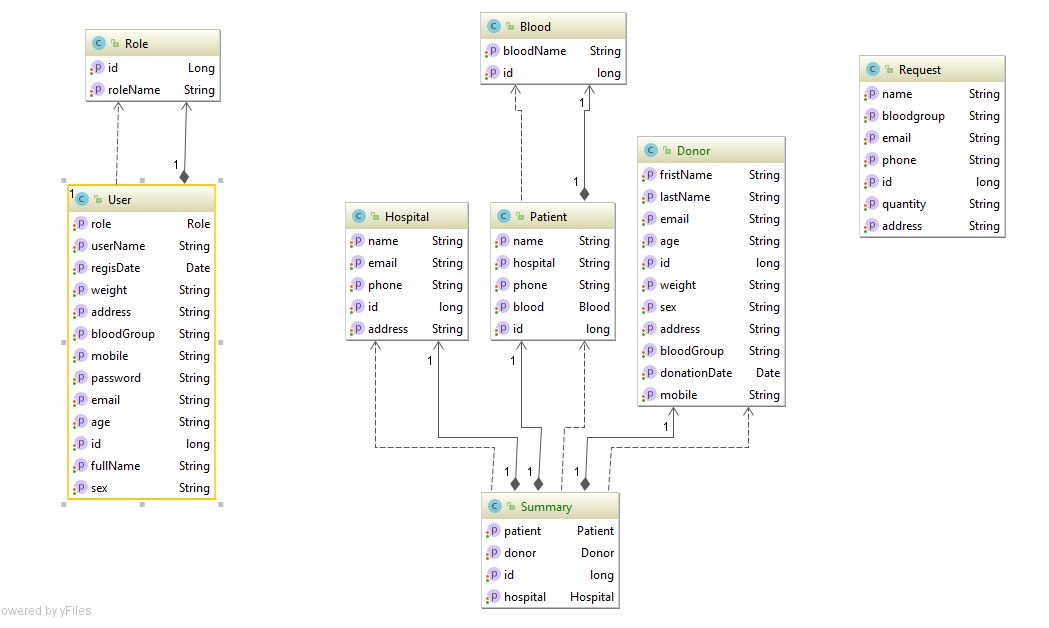 Role
id Long
roleName String
1
1
User
role Role
userName String
regisDate Date
weight String
address String
bloodGroup String
mobile String
password String
email String
age String
id long
fullName String
sex String
Blood
bloodName String
id long
1
1
Hospital
name String
email String
phone String
id long
address String
1
Patient
name String
hospital String
phone String
blood Blood
id long
1
Donor
fristName String
lastName String
email String
age String
id long
weight String
sex String
address String
bloodGroup String
donationDate Date
mobile String
1
1
1
1
Summary
patient Patient
donor Donor
id long
hospital Hospital
Request
name String
bloodgroup String
email String
phone String
id long
quantity String
address String
owered by yFiles